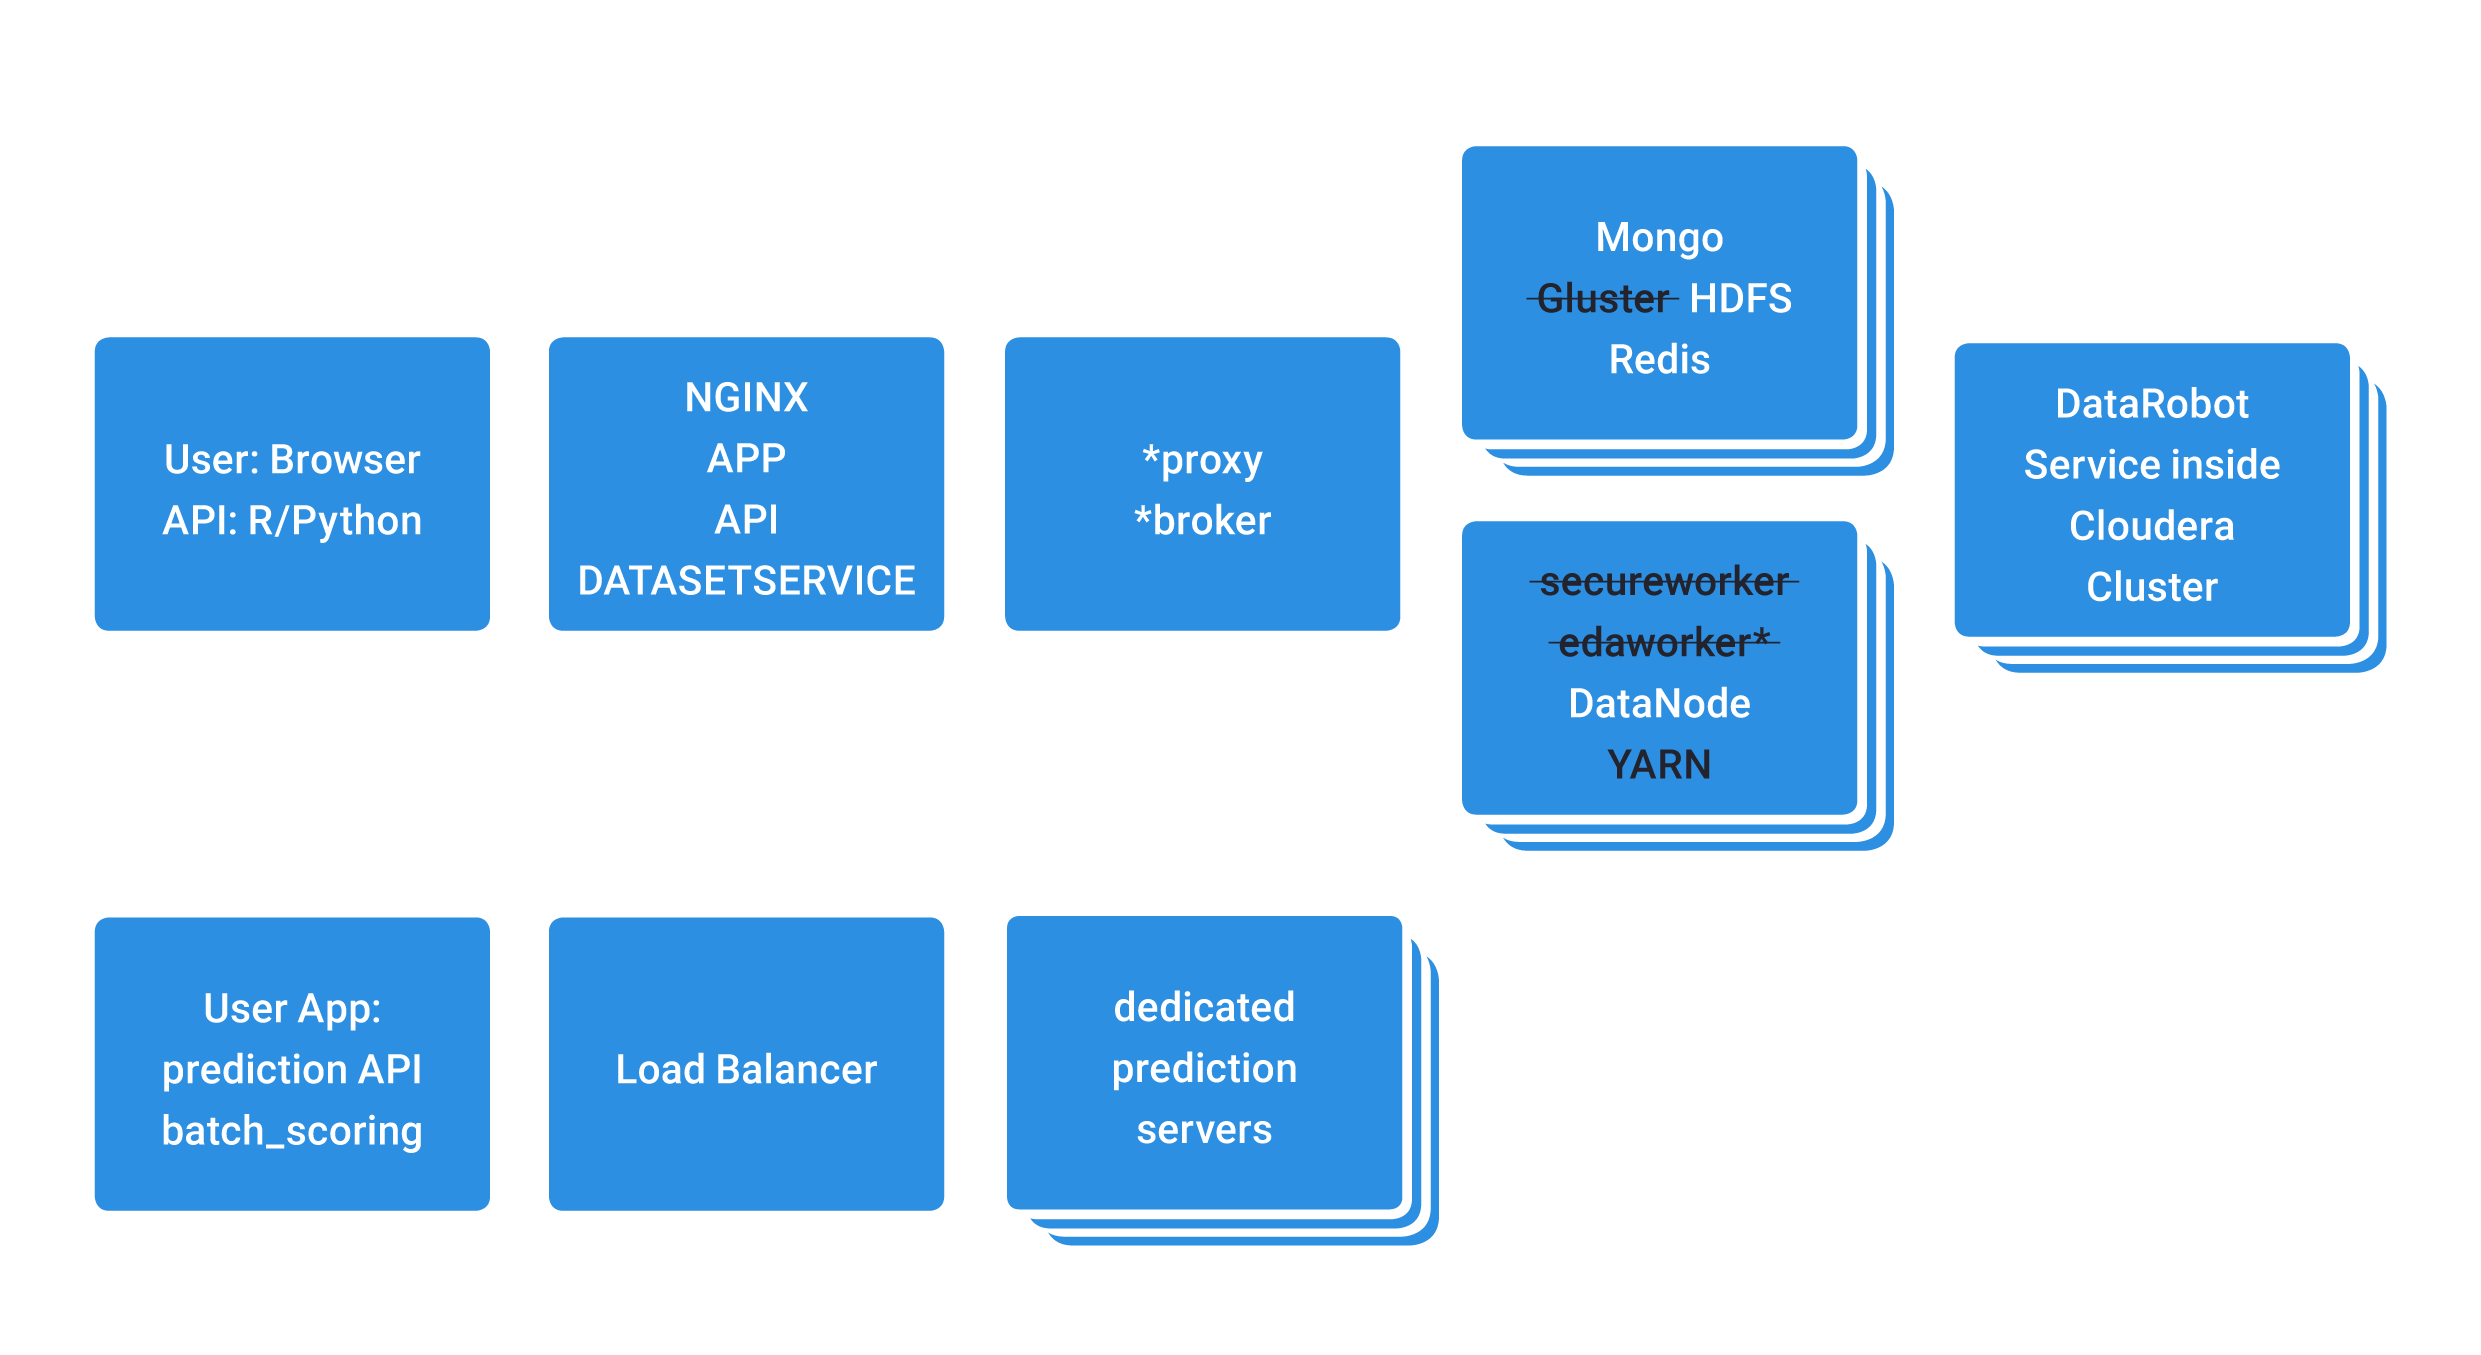 User: Browser
API: R/Python
NGINX
APP
API
DATASETSERVICE
*proxy
*broker
Mongo
Gluster HDFS
Redis
secureworker
edaworker*
DataNode
YARN
DataRobot
Service inside
Cloudera
Cluster
User App:
prediction API
batch_scoring
Load Balancer
dedicated
prediction
servers